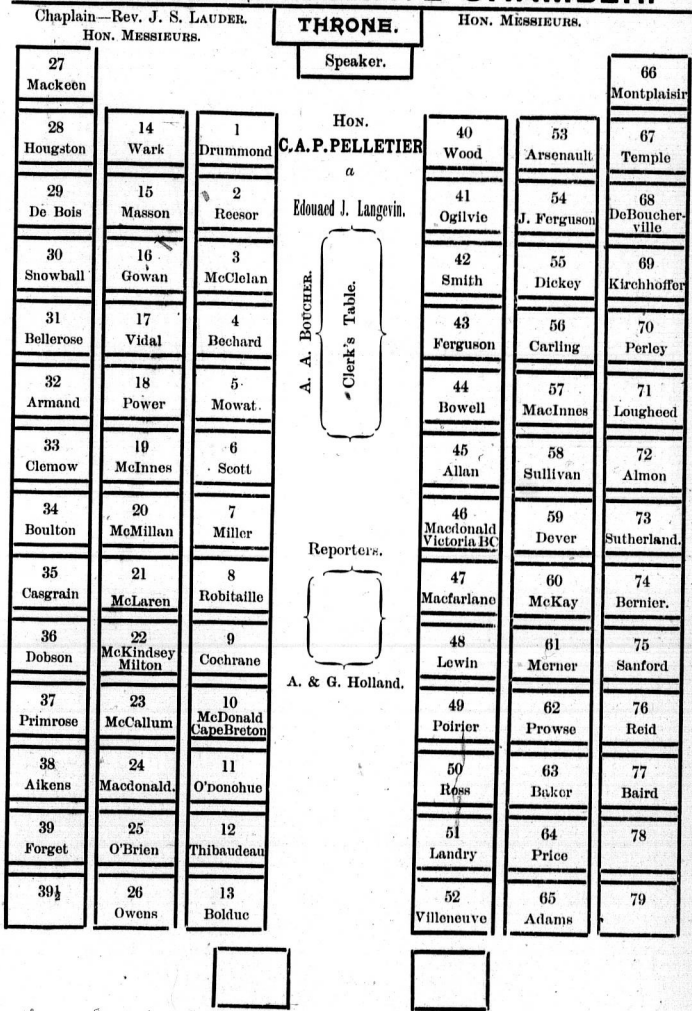 Chaplain—Rev. J. S. LAUDER.
HON. MESSIEURS.
THRONE.
Speaker.
HON. MESSIEURS.
27
Mackeen
28
Hougston
29
De Bois
30
Snowball
31
Bellerose
32
Armand
33
Clemow
34
Boulton
35
Casgrain
36
Dobson
37
Primrose
38
Aikens
39
Forget
39½
14
Wark
15
Masson
16
Gowan
17
Vidal
18
Power
19
McInnes
20
McMillan
21
McLaren
22
McKindsey
Milton
23
McCallum
24
Macdonald.
25
O'Brien
26
Owens
1
Drummond
2
Reesor
3
McClelan
4
Bechard
5
Mowat.
6
Scott
7
Miller
8
Robitaille
9
Cochrane
10
McDonald
CapeBreton
11
O'Donohue
12
Thibaudeau
13
Bolduc
HON.
C.A.P. PELLETIER
a
Edouaed J. Langevin.
A. A. BOUCHER.
Clerk's Table.
Reporters.
A. & G. Holland.
40
Wood
41
Ogilvie
42
Smith
43
Ferguson
44
Bowell
45
Allan
46
Macdonald
Victoria BC
47
Macfarlane
48
Lewin
49
Poirier
50
Ross
51
Landry
52
Villeneuve
53
Arsenault
54
J. Ferguson
55
Dickey
56
Carling
57
MacInnes
58
Sullivan
59
Dever
60
McKay
61
Merner
62
Prowse
63
Baker
64
Price
65
Adams
66
Montplaisir
67
Temple
68
DeBoucher-
ville
69
Kirchhoffer
70
Perley
71
Lougheed
72
Almon
73
Sutherland.
74
Bernier.
75
Sanford
76
Reid
77
Baird
78
79